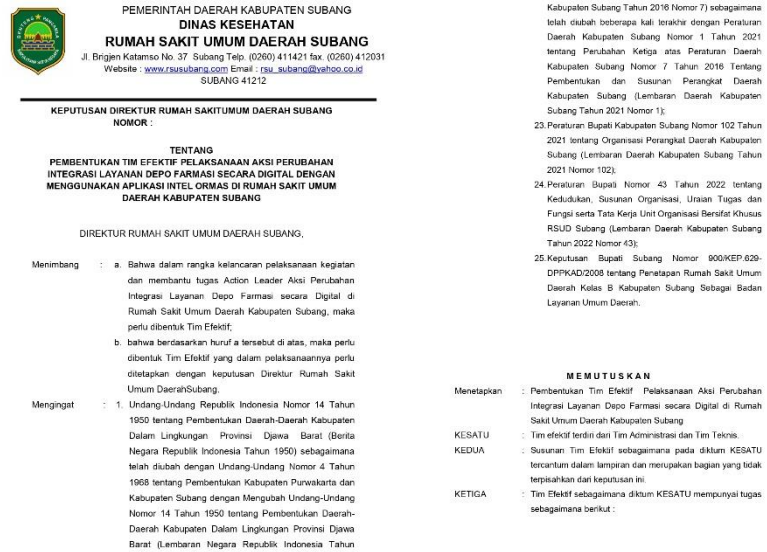 PEMERINTAH DAERAH KABUPATEN SUBANG
DINAS KESEHATAN
RUMAH SAKIT UMUM DAERAH SUBANG
Jl. Brigjen Katamso No. 37 Subang Telp. (0260) 411421 fax. (0260) 412031
Website : www.rsusubang.com Email : rsu_subang@yahoo.co.id
SUBANG 41212
KEPUTUSAN DIREKTUR RUMAH SAKITUMUM DAERAH SUBANG
NOMOR :
TENTANG
PEMBENTUKAN TIM EFEKTIF PELAKSANAAN AKSI PERUBAHAN
INTEGRASI LAYANAN DEPO FARMASI SECARA DIGITAL DENGAN
MENGGUNAKAN APLIKASI INTEL ORMAS DI RUMAH SAKIT UMUM
DAERAH KABUPATEN SUBANG
DIREKTUR RUMAH SAKIT UMUM DAERAH SUBANG,
Menimbang : a. Bahwa dalam rangka kelancaran pelaksanaan kegiatan
dan membantu tugas Action Leader Aksi Perubahan
Integrasi Layanan Depo Farmasi secara Digital di
Rumah Sakit Umum Daerah Kabupaten Subang, maka
perlu dibentuk Tim Efektif;
b. bahwa berdasarkan huruf a tersebut di atas, maka perlu
dibentuk Tim Efektif yang dalam pelaksanaannya perlu
ditetapkan dengan keputusan Direktur Rumah Sakit
Umum DaerahSubang.
Mengingat : 1. Undang-Undang Republik Indonesia Nomor 14 Tahun
1950 tentang Pembentukan Daerah-Daerah Kabupaten
Dalam Lingkungan Provinsi Djawa Barat (Berita
Negara Republik Indonesia Tahun 1950) sebagaimana
telah diubah dengan Undang-Undang Nomor 4 Tahun
1968 tentang Pembentukan Kabupaten Purwakarta dan
Kabupaten Subang dengan Mengubah Undang-Undang
Nomor 14 Tahun 1950 tentang Pembentukan Daerah-
Daerah Kabupaten Dalam Lingkungan Provinsi Djawa
Barat (Lembaran Negara Republik Indonesia Tahun
Kabupaten Subang Tahun 2016 Nomor 7) sebagaimana
telah diubah beberapa kali terakhir dengan Peraturan
Daerah Kabupaten Subang Nomor 1 Tahun 2021
tentang Perubahan Ketiga atas Peraturan Daerah
Kabupaten Subang Nomor 7 Tahun 2016 Tentang
Pembentukan dan Susunan Perangkat Daerah
Kabupaten Subang (Lembaran Daerah Kabupaten
Subang Tahun 2021 Nomor 1);
23. Peraturan Bupati Kabupaten Subang Nomor 102 Tahun
2021 tentang Organisasi Perangkat Daerah Kabupaten
Subang (Lembaran Daerah Kabupaten Subang Tahun
2021 Nomor 102);
24. Peraturan Bupati Nomor 43 Tahun 2022 tentang
Kedudukan, Susunan Organisasi, Uraian Tugas dan
Fungsi serta Tata Kerja Unit Organisasi Bersifat Khusus
RSUD Subang (Lembaran Daerah Kabupaten Subang
Tahun 2022 Nomor 43);
25. Keputusan Bupati Subang Nomor 900/KEP.629-
DPPKAD/2008 tentang Penetapan Rumah Sakit Umum
Daerah Kelas B Kabupaten Subang Sebagai Badan
Layanan Umum Daerah.
MEMUTUSKAN
Menetapkan : Pembentukan Tim Efektif Pelaksanaan Aksi Perubahan
Integrasi Layanan Depo Farmasi secara Digital di Rumah
Sakit Umum Daerah Kabupaten Subang
KESATU : Tim efektif terdiri dari Tim Administrasi dan Tim Teknis.
KEDUA : Susunan Tim Efektif sebagaimana pada diktum KESATU
tercantum dalam lampiran dan merupakan bagian yang tidak
terpisahkan dari keputusan ini.
KETIGA : Tim Efektif sebagaimana diktum KESATU mempunyai tugas
sebagaimana berikut :